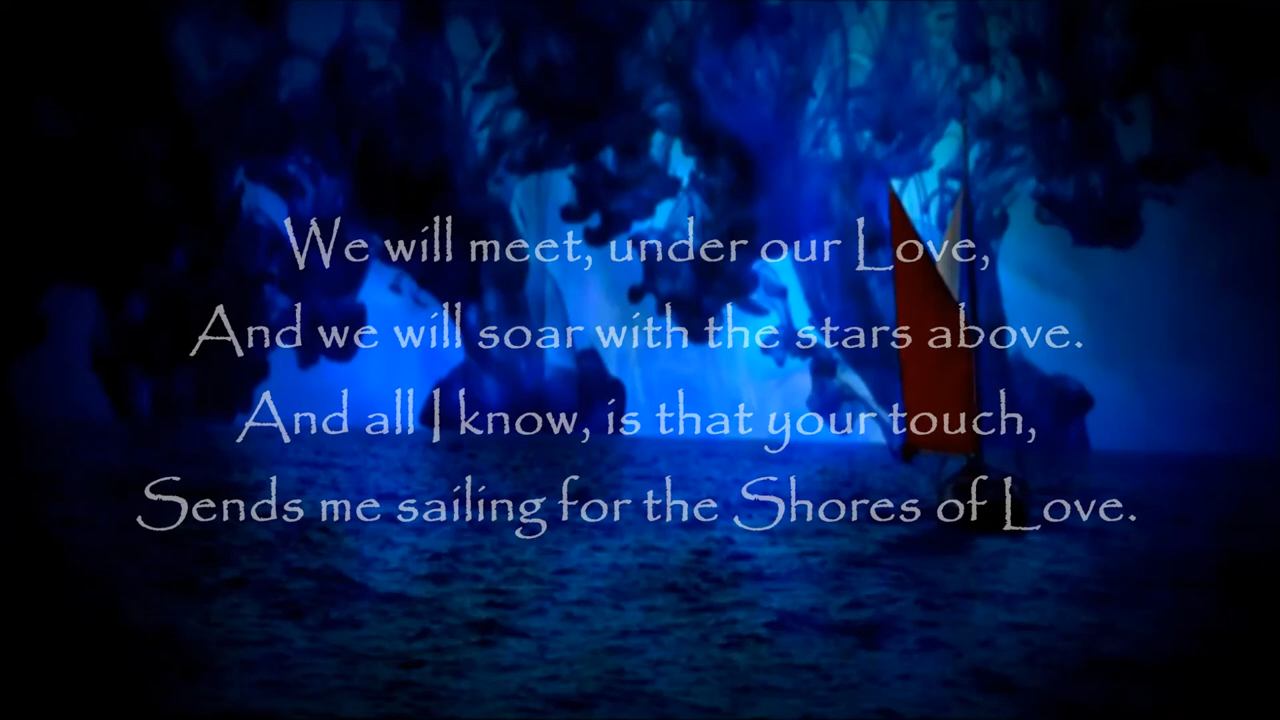 We will meet, under our Love,
And we will soar with the stars above.
And all I know, is that your touch,
Sends me sailing for the Shores of Love.